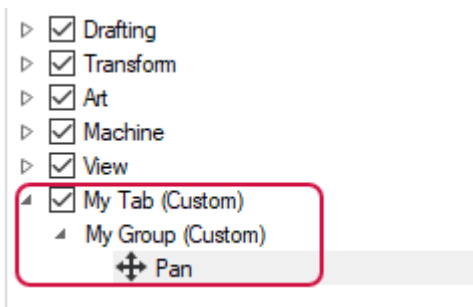 Drafting
Transform
Art
Machine
View
My Tab (Custom)
My Group (Custom)
Pan